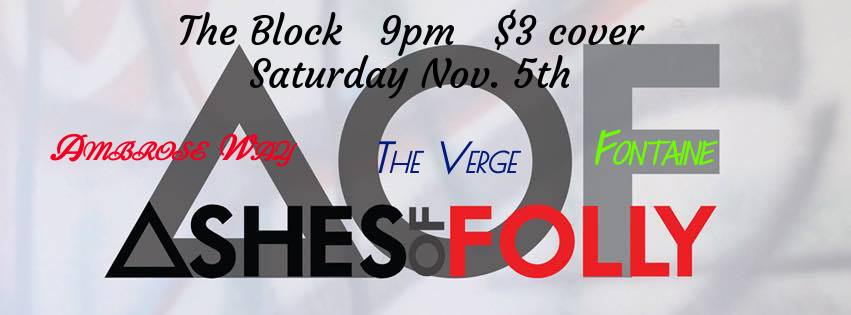 The Block 9pm $3 cover
Saturday Nov. 5th
AOF
Ambrose Way The Verge Fontaine
ASHES OF FOLLY